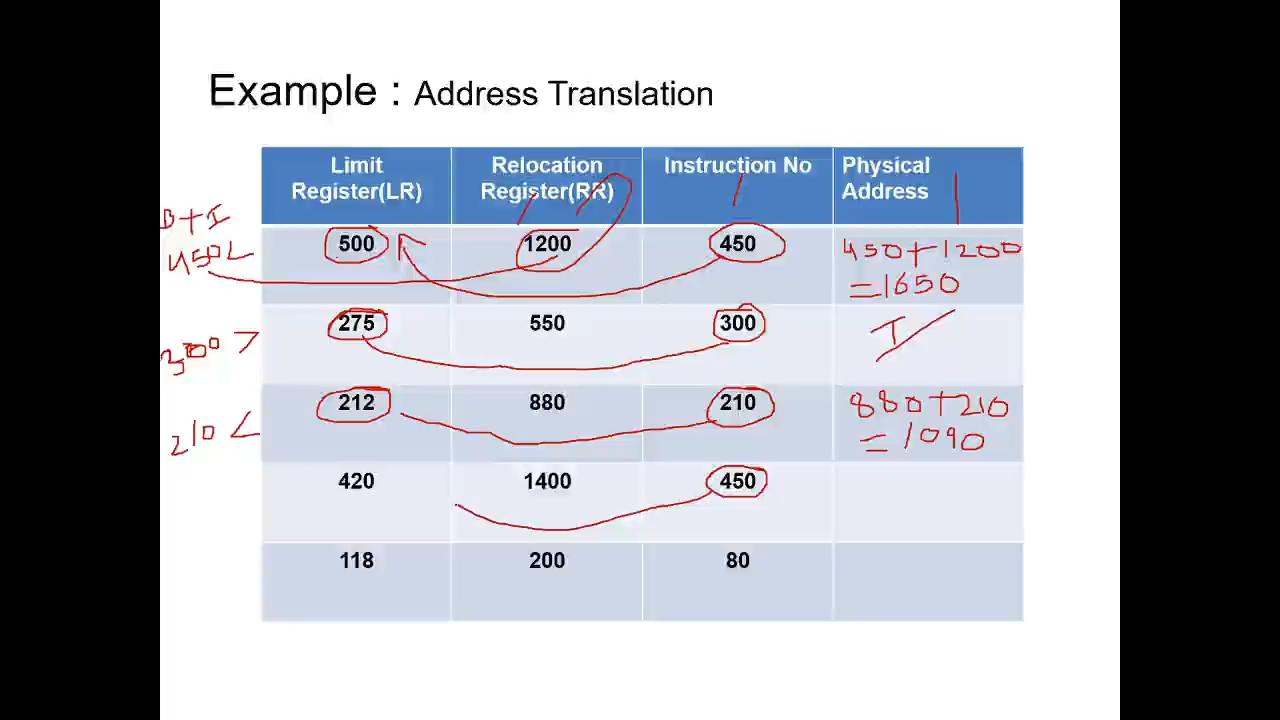 Example : Address Translation
Limit Register(LR) Relocation Register(RR) Instruction No Physical Address
B+I
500 1200 450 450+1200
450<
=1650
275 550 300 I
300 >
212 880 210 880+210
210 <
=1090
420 1400 450
118 200 80